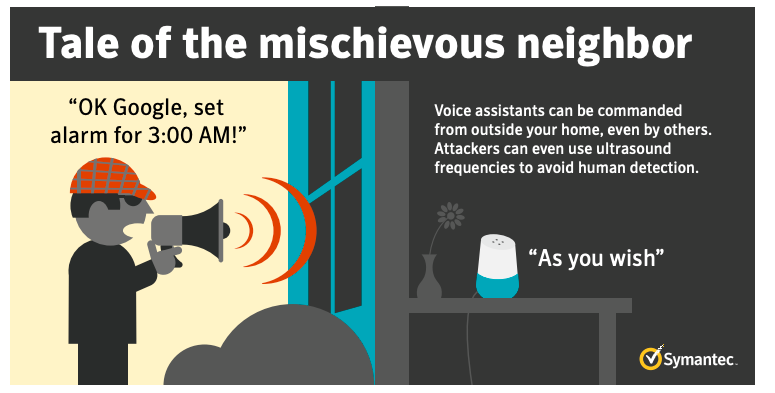 Tale of the mischievous neighbor
“OK Google, set
alarm for 3:00 AM!”
Voice assistants can be commanded
from outside your home, even by others.
Attackers can even use ultrasound
frequencies to avoid human detection.
“As you wish”
Symantec.